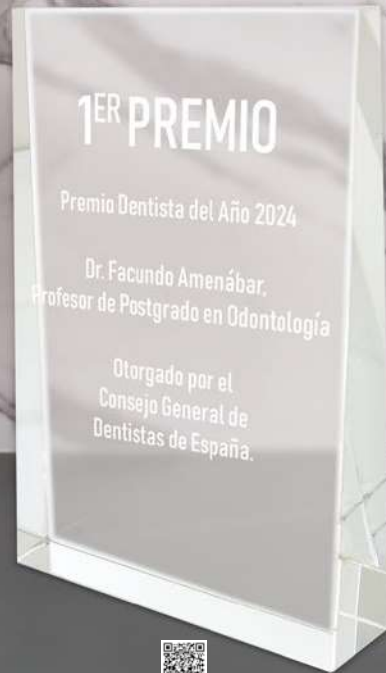 1ER PREMIO
Premio Dentista del Año 2024
Dr. Facundo Amenábar,
Profesor de Postgrado en Odontología
Otorgado por el
Consejo General de
Dentistas de España.